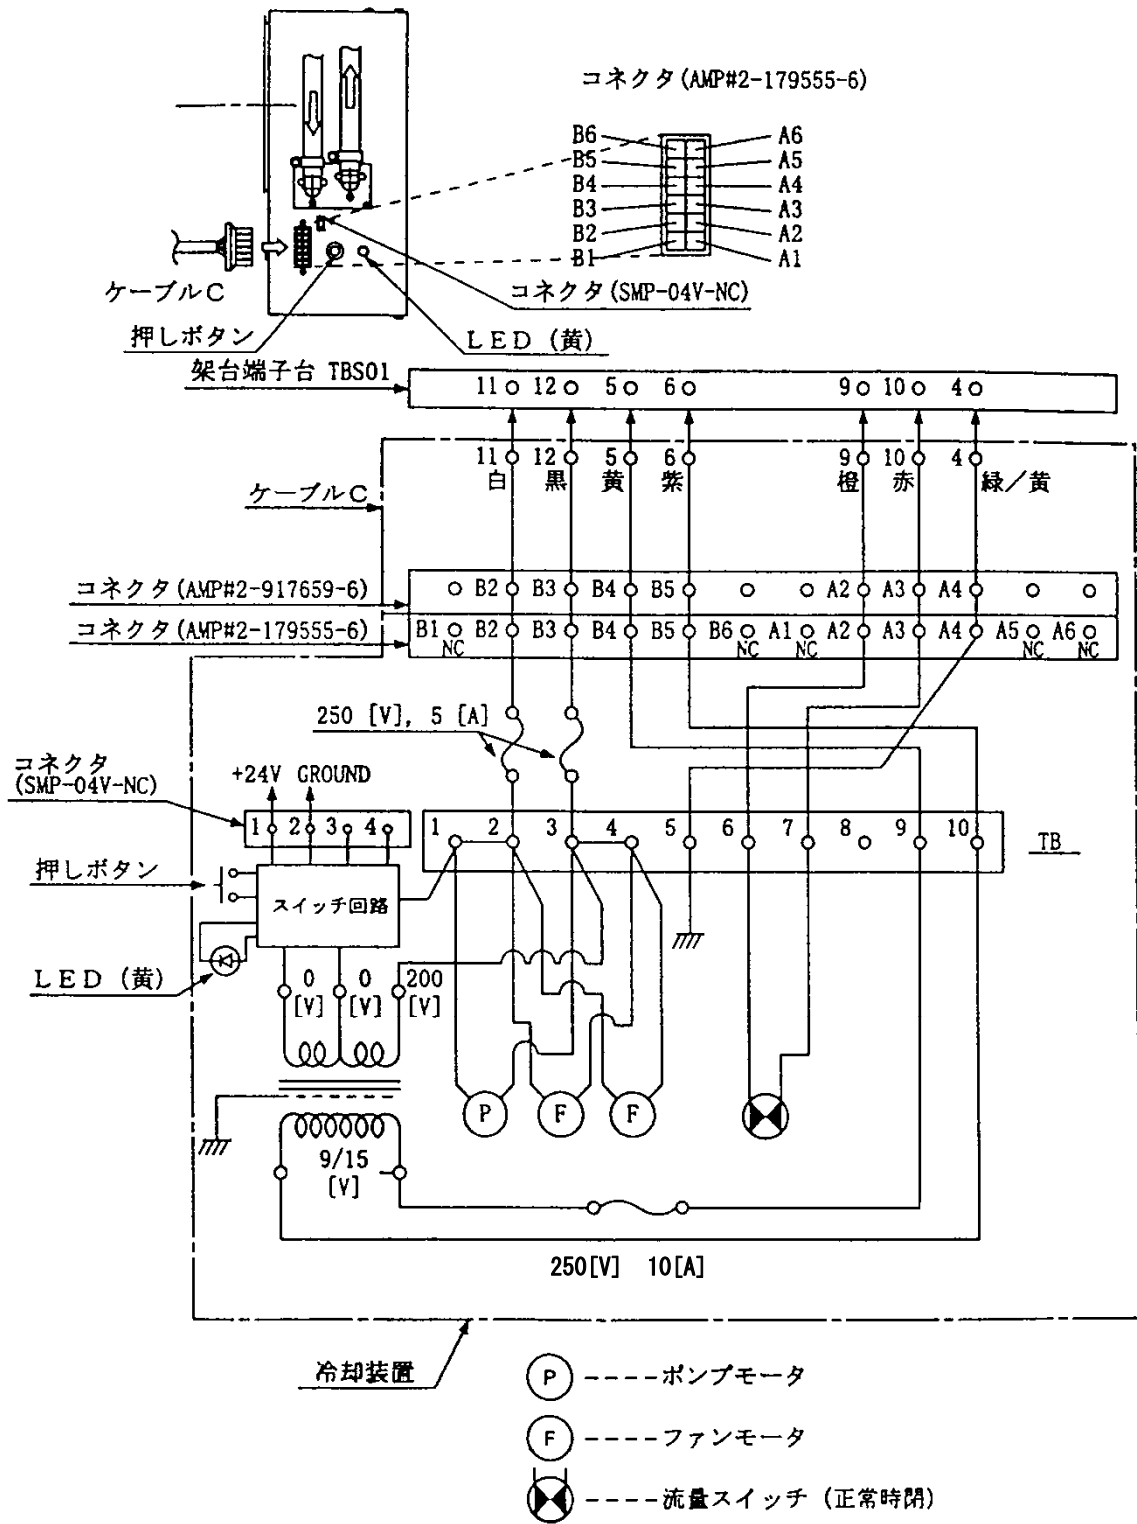 コネクタ(AMP#2-179555-6)
B6 A6
B5 A5
B4 A4
B3 A3
B2 A2
B1 A1
ケーブルC
コネクタ(SMP-04V-NC)
押しボタン
LED (黄)
架台端子台 TBS01
11 12 5 6 9 10 4
11 12 5 6 9 10 4
白 黒 黄 紫 橙 赤 緑/黄
ケーブルC
コネクタ(AMP#2-917659-6)
B2 B3 B4 B5 A2 A3 A4
コネクタ(AMP#2-179555-6)
B1 B2 B3 B4 B5 B6 A1 A2 A3 A4 A5 A6
NC NC NC NC NC
250 [V], 5 [A]
コネクタ
(SMP-04V-NC)
+24V GROUND
1 2 3 4
1 2 3 4 5 6 7 8 9 10
TB
押しボタン
スイッチ回路
LED (黄)
0 0 200
[V] [V] [V]
P F F
9/15
[V]
250[V] 10[A]
冷却装置
P ----ポンプモータ
F ----ファンモータ
----流量スイッチ (正常時閉)